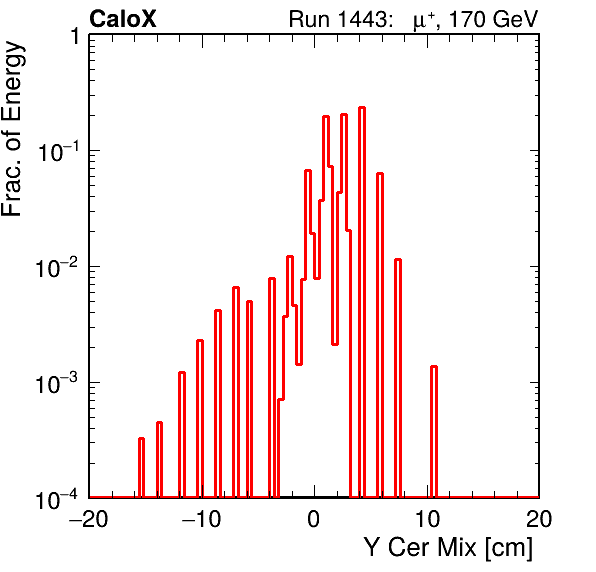 CaloX Run 1443: μ⁺, 170 GeV
Frac. of Energy
1
10⁻¹
10⁻²
10⁻³
10⁻⁴
−20 −10 0 10 20
Y Cer Mix [cm]